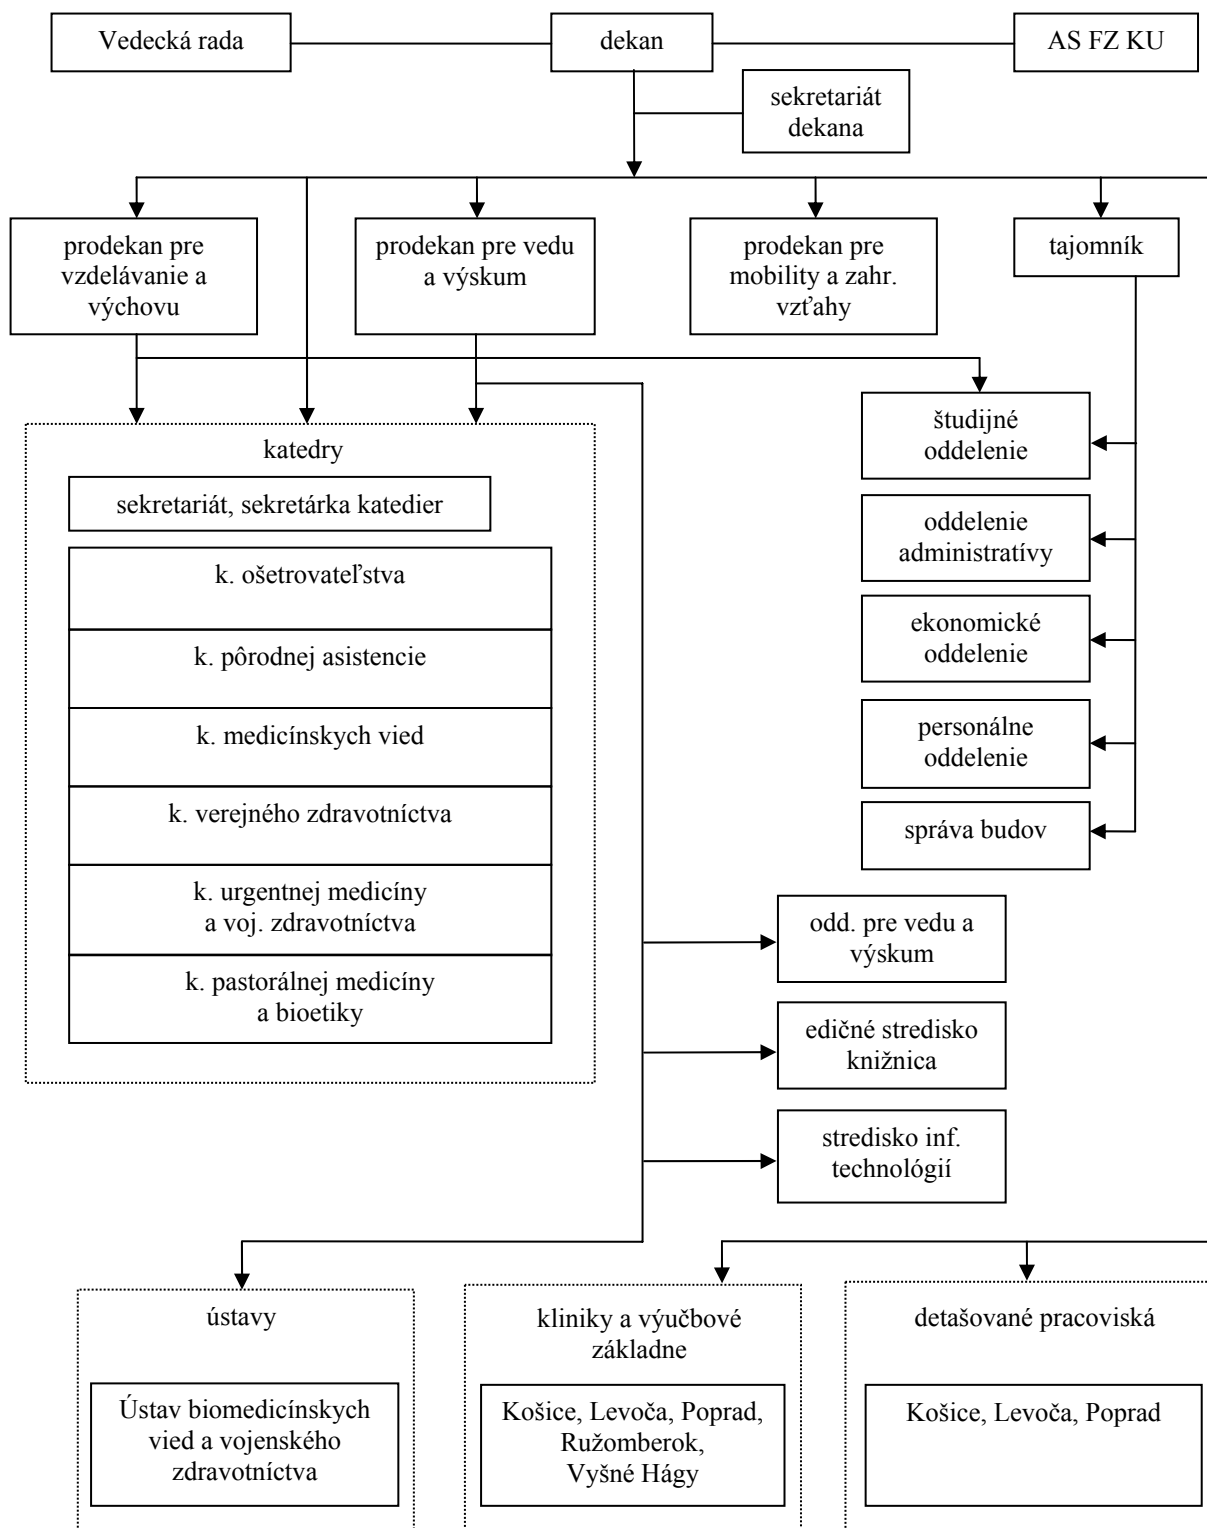 Vedecká rada
dekan
AS FZ KU
sekretariát
dekana
prodekan pre
vzdelávanie a
výchovu
prodekan pre vedu
a výskum
prodekan pre
mobility a zahr.
vzťahy
tajomník
študijné
oddelenie
katedry
sekretariát, sekretárka katedier
oddelenie
administratívy
k. ošetrovateľstva
ekonomické
oddelenie
k. pôrodnej asistencie
k. medicínskych vied
personálne
oddelenie
k. verejného zdravotníctva
správa budov
k. urgentnej medicíny
a voj. zdravotníctva
odd. pre vedu a
výskum
k. pastorálnej medicíny
a bioetiky
edičné stredisko
knižnica
stredisko inf.
technológií
ústavy
Ústav biomedicínskych
vied a vojenského
zdravotníctva
kliniky a výučbové
základne
Košice, Levoča, Poprad,
Ružomberok,
Vyšné Hágy
detašované pracoviská
Košice, Levoča, Poprad